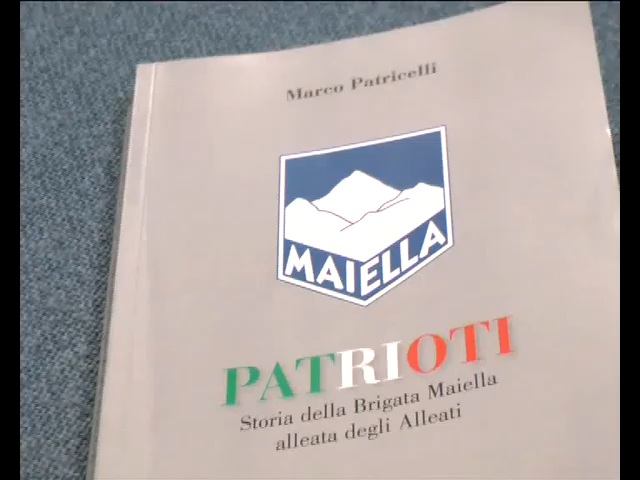 Marco Patricelli
MAIELLA
PATRIOTI
Storia della Brigata Maiella
alleata degli Alleati